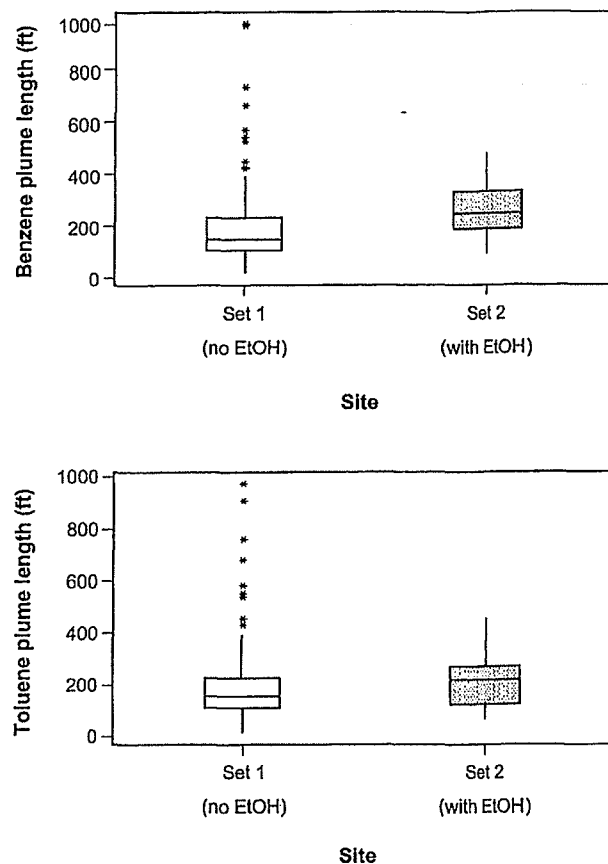 Benzene plume length (ft)
1000
800
600
400
200
0
Set 1
Set 2
(no EtOH)
(with EtOH)
Site
Toluene plume length (ft)
1000
800
600
400
200
0
Set 1
Set 2
(no EtOH)
(with EtOH)
Site